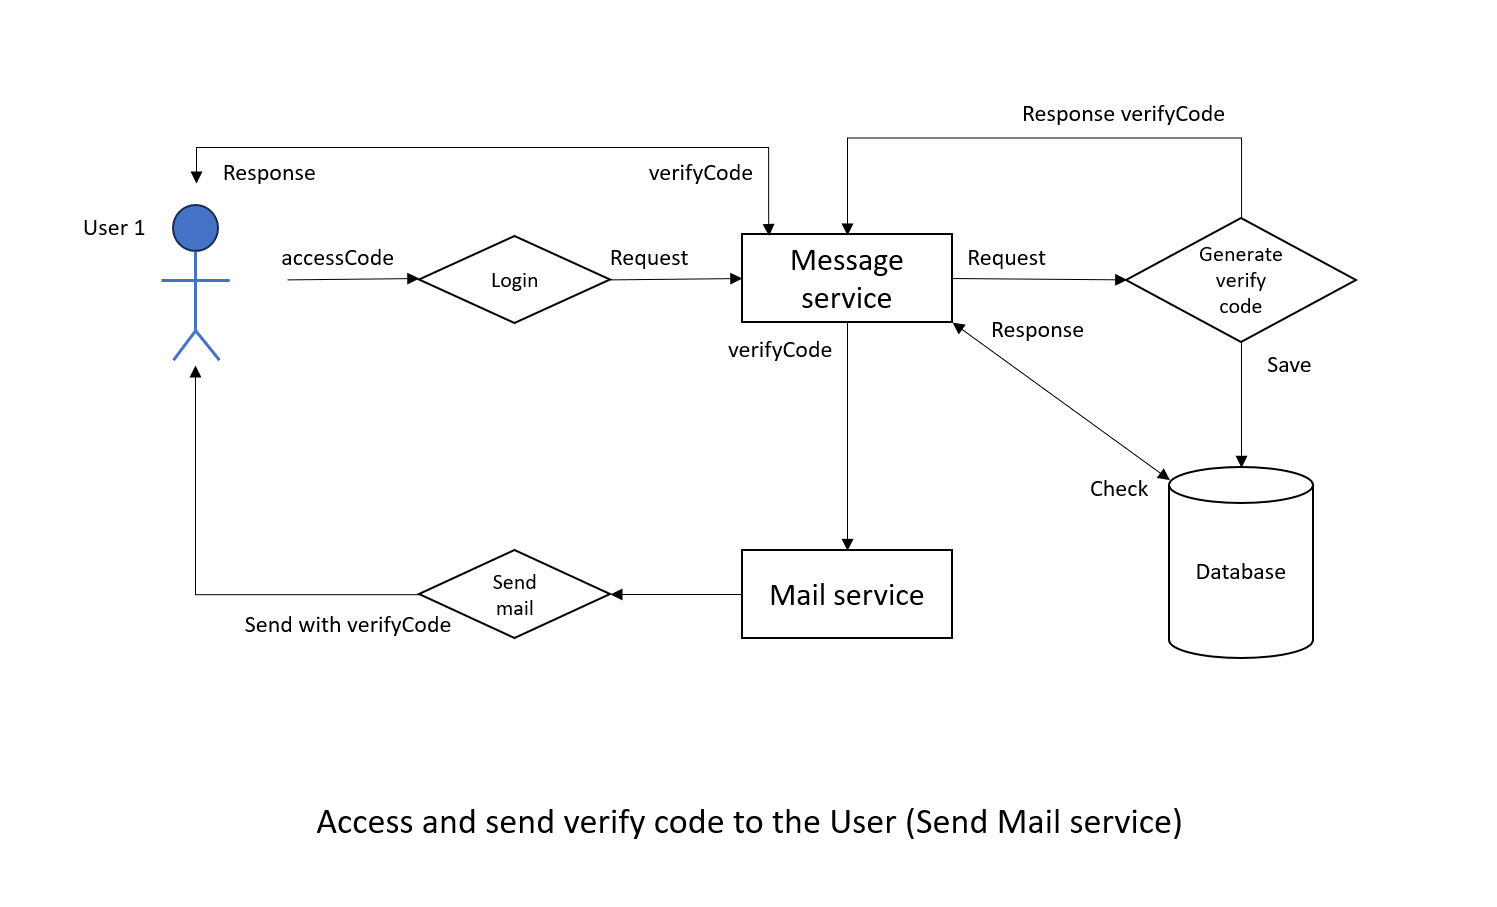 Response verifyCode
Response
verifyCode
User 1
accessCode
Login
Request
Message
service
Request
Generate
verify
code
Response
verifyCode
Save
Check
Database
Send
mail
Mail service
Send with verifyCode
Access and send verify code to the User (Send Mail service)